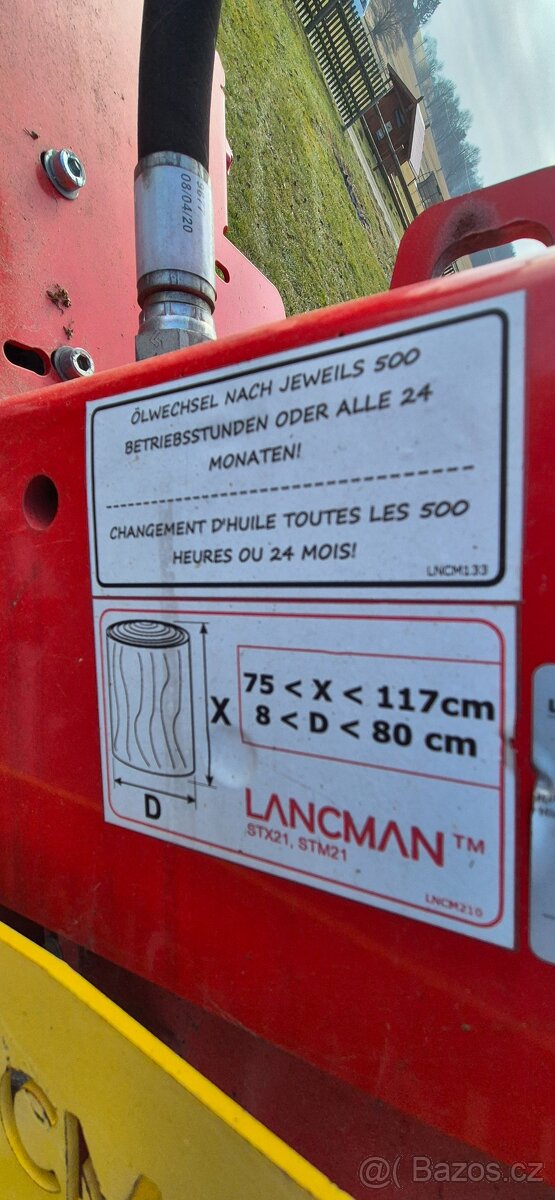 08/04/20
ÖLWECHSEL NACH JEWEILS 500
BETRIEBSSTUNDEN ODER ALLE 24
MONATEN!
CHANGEMENT D'HUILE TOUTES LES 500
HEURES OU 24 MOIS!
LNCM133
X
D
75 < X < 117cm
8 < D < 80 cm
LANCMAN™
STX21, STM21
LNCM210
CM
@( Bazos.cz